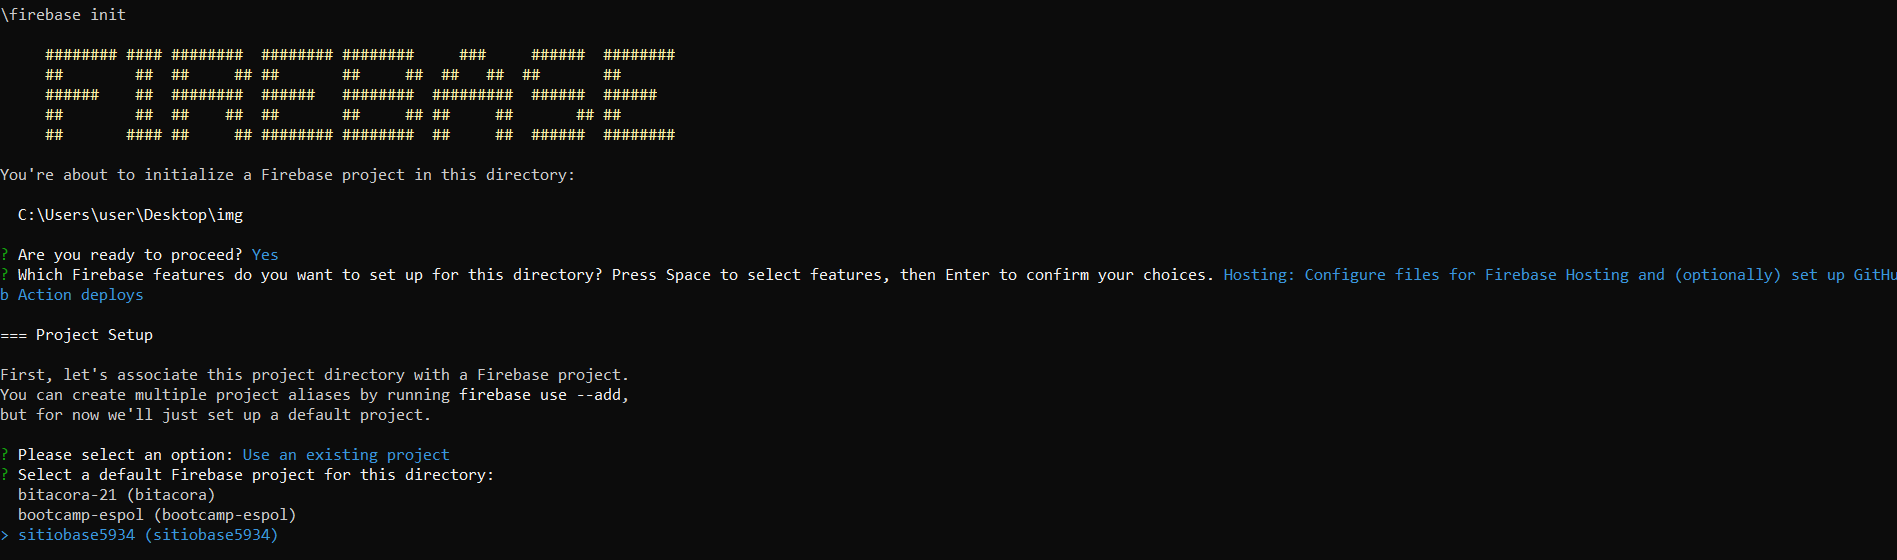 \firebase init
######## #### ########  ######## ########     ###     ######  ########
##        ##  ##     ## ##       ##     ##  ##   ##  ##       ##
######    ##  ########  ######   ########  #########  ######  ######
##        ##  ##    ##  ##       ##     ## ##     ##       ## ##
##       #### ##     ## ######## ########  ##     ##  ######  ########
You're about to initialize a Firebase project in this directory:
C:\Users\user\Desktop\img
? Are you ready to proceed? Yes
? Which Firebase features do you want to set up for this directory? Press Space to select features, then Enter to confirm your choices. Hosting: Configure files for Firebase Hosting and (optionally) set up GitHu
b Action deploys
=== Project Setup
First, let's associate this project directory with a Firebase project.
You can create multiple project aliases by running firebase use --add,
but for now we'll just set up a default project.
? Please select an option: Use an existing project
? Select a default Firebase project for this directory:
bitacora-21 (bitacora)
bootcamp-espol (bootcamp-espol)
> sitiobase5934 (sitiobase5934)